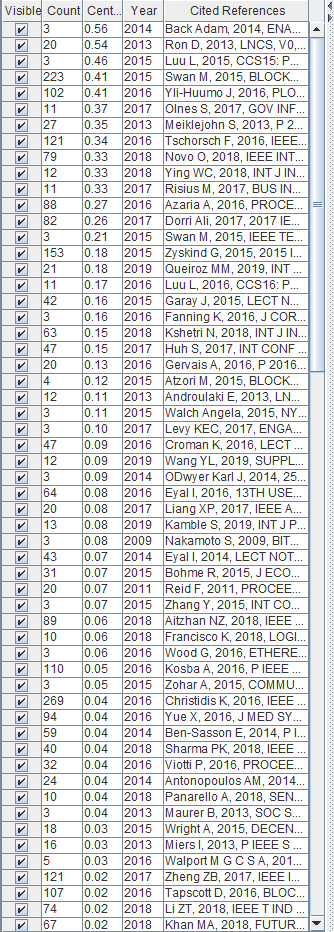 Visible Count Cent... Year Cited References
3 0.56 2014 Back Adam, 2014, ENA...
20 0.54 2013 Ron D, 2013, LNCS, V0,...
3 0.46 2015 Luu L, 2015, CCS15: P...
223 0.41 2015 Swan M, 2015, BLOCK...
102 0.41 2016 Yli-Huumo J, 2016, PLO...
11 0.37 2017 Olnes S, 2017, GOV INF...
27 0.35 2013 Meiklejohn S, 2013, P 2...
121 0.34 2016 Tschorsch F, 2016, IEEE...
79 0.33 2018 Novo O, 2018, IEEE INT...
12 0.33 2018 Ying WC, 2018, INT J IN...
11 0.33 2017 Risius M, 2017, BUS IN...
88 0.27 2016 Azaria A, 2016, PROCE...
82 0.26 2017 Dorri Ali, 2017, 2017 IE...
3 0.21 2015 Swan M, 2015, IEEE TE...
153 0.18 2015 Zyskind G, 2015, 2015 I...
21 0.18 2019 Queiroz MM, 2019, INT ...
11 0.17 2016 Luu L, 2016, CCS16: P...
42 0.16 2015 Garay J, 2015, LECT N...
3 0.16 2016 Fanning K, 2016, J COR...
63 0.15 2018 Kshetri N, 2018, INT J IN...
47 0.15 2017 Huh S, 2017, INT CONF ...
20 0.13 2016 Gervais A, 2016, P 2016...
4 0.12 2015 Atzori M, 2015, BLOCK...
12 0.11 2013 Androulaki E, 2013, LN...
3 0.11 2015 Walch Angela, 2015, NY...
3 0.10 2017 Levy KEC, 2017, ENGA...
47 0.09 2016 Croman K, 2016, LECT ...
12 0.09 2019 Wang YL, 2019, SUPPL...
3 0.09 2014 ODwyer Karl J, 2014, 25...
64 0.08 2016 Eyal I, 2016, 13TH USE...
20 0.08 2017 Liang XP, 2017, IEEE A...
13 0.08 2019 Kamble S, 2019, INT J P...
3 0.08 2009 Nakamoto S, 2009, BIT...
43 0.07 2014 Eyal I, 2014, LECT NOT...
31 0.07 2015 Bohme R, 2015, J ECO...
20 0.07 2011 Reid F, 2011, PROCEE...
3 0.07 2015 Zhang Y, 2015, INT CO...
89 0.06 2018 Aitzhan NZ, 2018, IEEE ...
10 0.06 2018 Francisco K, 2018, LOGI...
3 0.06 2016 Wood G, 2016, ETHERE...
110 0.05 2016 Kosba A, 2016, P IEEE S...
3 0.05 2015 Zohar A, 2015, COMMU...
269 0.04 2016 Christidis K, 2016, IEEE ...
94 0.04 2016 Yue X, 2016, J MED SY...
59 0.04 2014 Ben-Sasson E, 2014, P I...
40 0.04 2018 Sharma PK, 2018, IEEE ...
32 0.04 2016 Viotti P, 2016, PROCEE...
24 0.04 2014 Antonopoulos AM, 2014...
10 0.04 2018 Panarello A, 2018, SEN...
3 0.04 2013 Maurer B, 2013, SOC S...
18 0.03 2015 Wright A, 2015, DECEN...
16 0.03 2013 Miers I, 2013, P IEEE S ...
5 0.03 2016 Walport M G C S A, 201...
121 0.02 2017 Zheng ZB, 2017, IEEE I...
107 0.02 2016 Tapscott D, 2016, BLOC...
74 0.02 2018 Li ZT, 2018, IEEE T IND ...
67 0.02 2018 Khan MA, 2018, FUTUR...